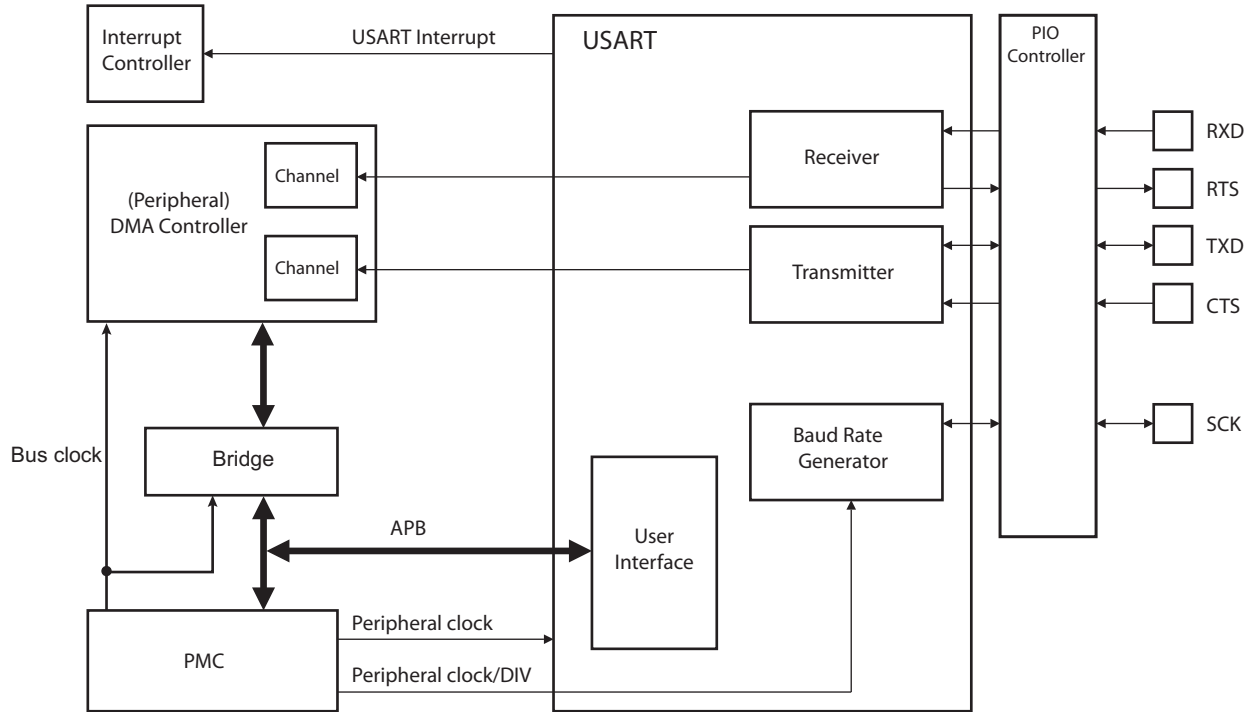 Interrupt
Controller
USART Interrupt
USART
PIO
Controller
(Peripheral)
DMA Controller
Channel
Channel
Receiver
Transmitter
Baud Rate
Generator
RXD
RTS
TXD
CTS
SCK
Bus clock
Bridge
APB
User
Interface
PMC
Peripheral clock
Peripheral clock/DIV